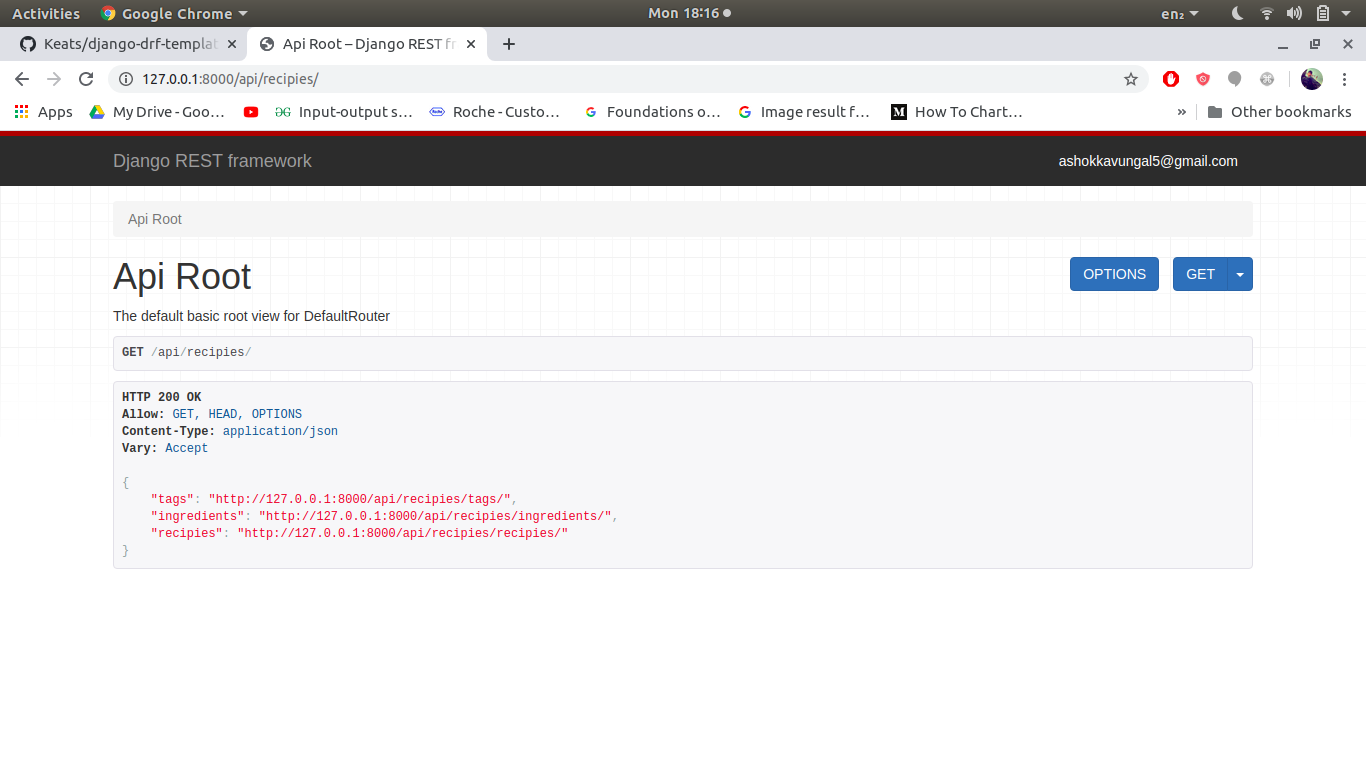 Activities Google Chrome Mon 18:16 en₂
Keats/django-drf-templat Api Root – Django REST fr
127.0.0.1:8000/api/recipies/
Apps My Drive - Goo… Input-output s… Roche - Custo… Foundations o… Image result f… How To Chart… » Other bookmarks
Django REST framework ashokkavungal5@gmail.com
Api Root
Api Root OPTIONS GET
The default basic root view for DefaultRouter
GET /api/recipies/
HTTP 200 OK
Allow: GET, HEAD, OPTIONS
Content-Type: application/json
Vary: Accept
{
"tags": "http://127.0.0.1:8000/api/recipies/tags/",
"ingredients": "http://127.0.0.1:8000/api/recipies/ingredients/",
"recipies": "http://127.0.0.1:8000/api/recipies/recipies/"
}